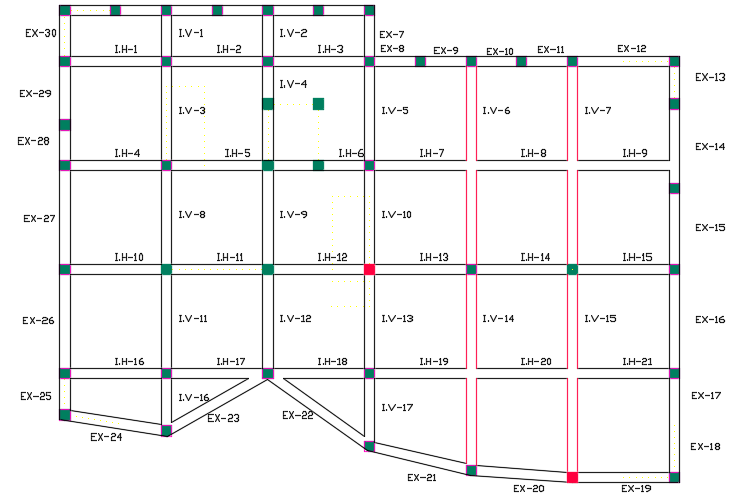 EX-30 I.V-1 I.V-2 EX-7
I.H-1 I.H-2 I.H-3 EX-8 EX-9 EX-10 EX-11 EX-12
EX-13
I.V-4
EX-29
I.V-3 I.V-5 I.V-6 I.V-7
EX-28 EX-14
I.H-4 I.H-5 I.H-6 I.H-7 I.H-8 I.H-9
EX-27 I.V-8 I.V-9 I.V-10
EX-15
I.H-10 I.H-11 I.H-12 I.H-13 I.H-14 I.H-15
EX-26 I.V-11 I.V-12 I.V-13 I.V-14 I.V-15 EX-16
I.H-16 I.H-17 I.H-18 I.H-19 I.H-20 I.H-21
EX-25 I.V-16 EX-17
I.V-17
EX-23 EX-22
EX-24
EX-18
EX-21
EX-20 EX-19